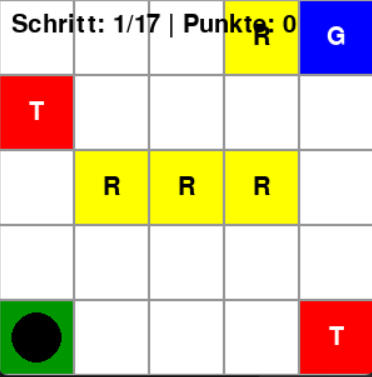 Schritt: 1/17 | Punkte: 0
R G
T
R R R
T